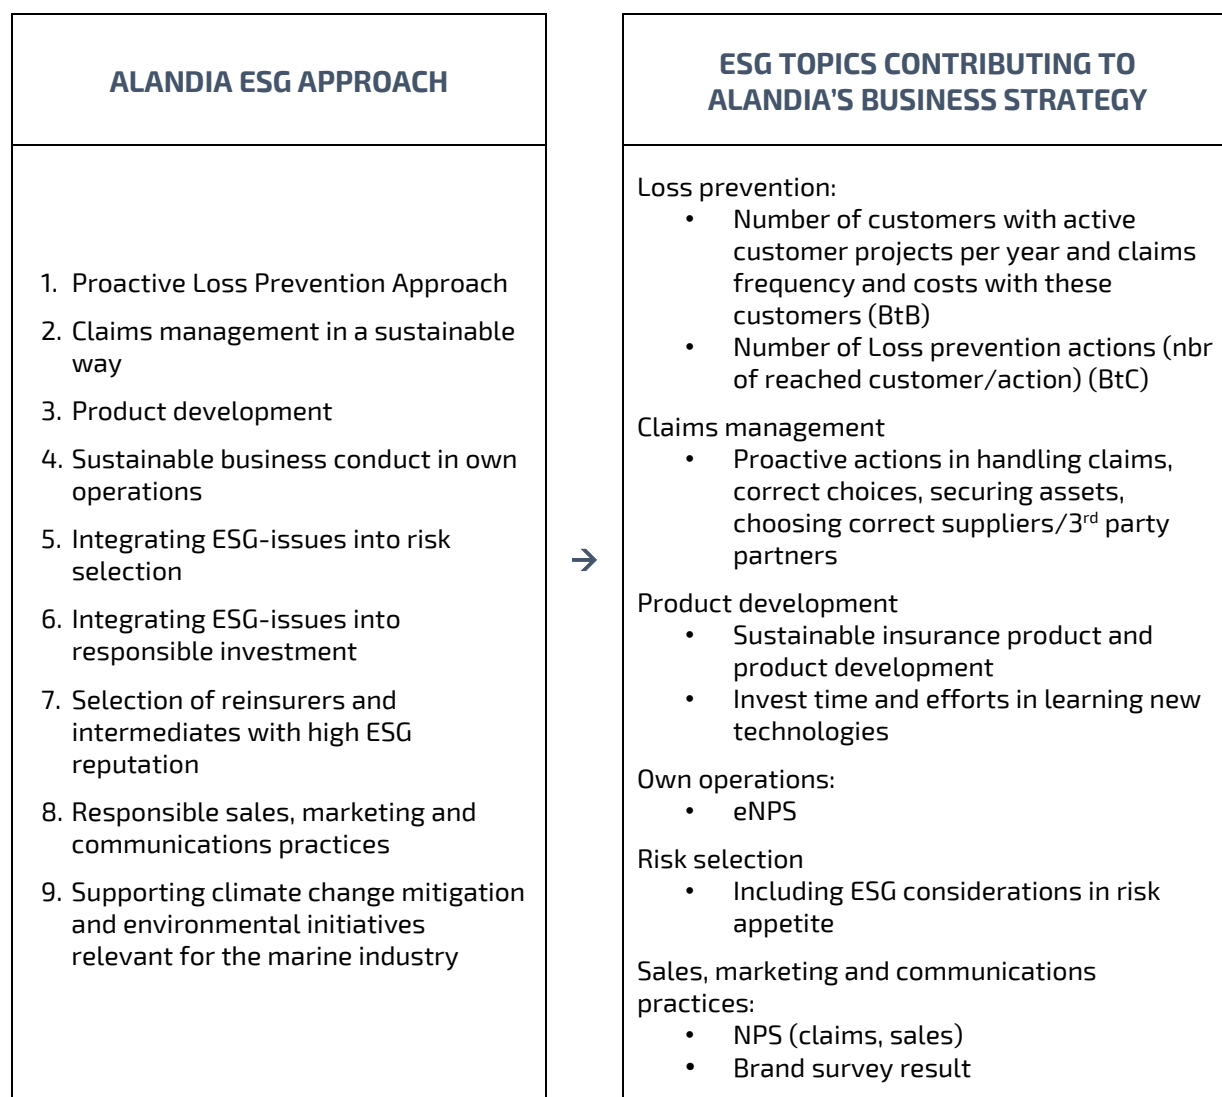 ALANDIA ESG APPROACH
1. Proactive Loss Prevention Approach
2. Claims management in a sustainable
way
3. Product development
4. Sustainable business conduct in own
operations
5. Integrating ESG-issues into risk
selection
6. Integrating ESG-issues into
responsible investment
7. Selection of reinsurers and
intermediates with high ESG
reputation
8. Responsible sales, marketing and
communications practices
9. Supporting climate change mitigation
and environmental initiatives
relevant for the marine industry
→
ESG TOPICS CONTRIBUTING TO
ALANDIA'S BUSINESS STRATEGY
Loss prevention:
• Number of customers with active
customer projects per year and claims
frequency and costs with these
customers (BtB)
• Number of Loss prevention actions (nbr
of reached customer/action) (BtC)
Claims management
• Proactive actions in handling claims,
correct choices, securing assets,
choosing correct suppliers/3rd party
partners
Product development
• Sustainable insurance product and
product development
• Invest time and efforts in learning new
technologies
Own operations:
• eNPS
Risk selection
• Including ESG considerations in risk
appetite
Sales, marketing and communications
practices:
• NPS (claims, sales)
• Brand survey result